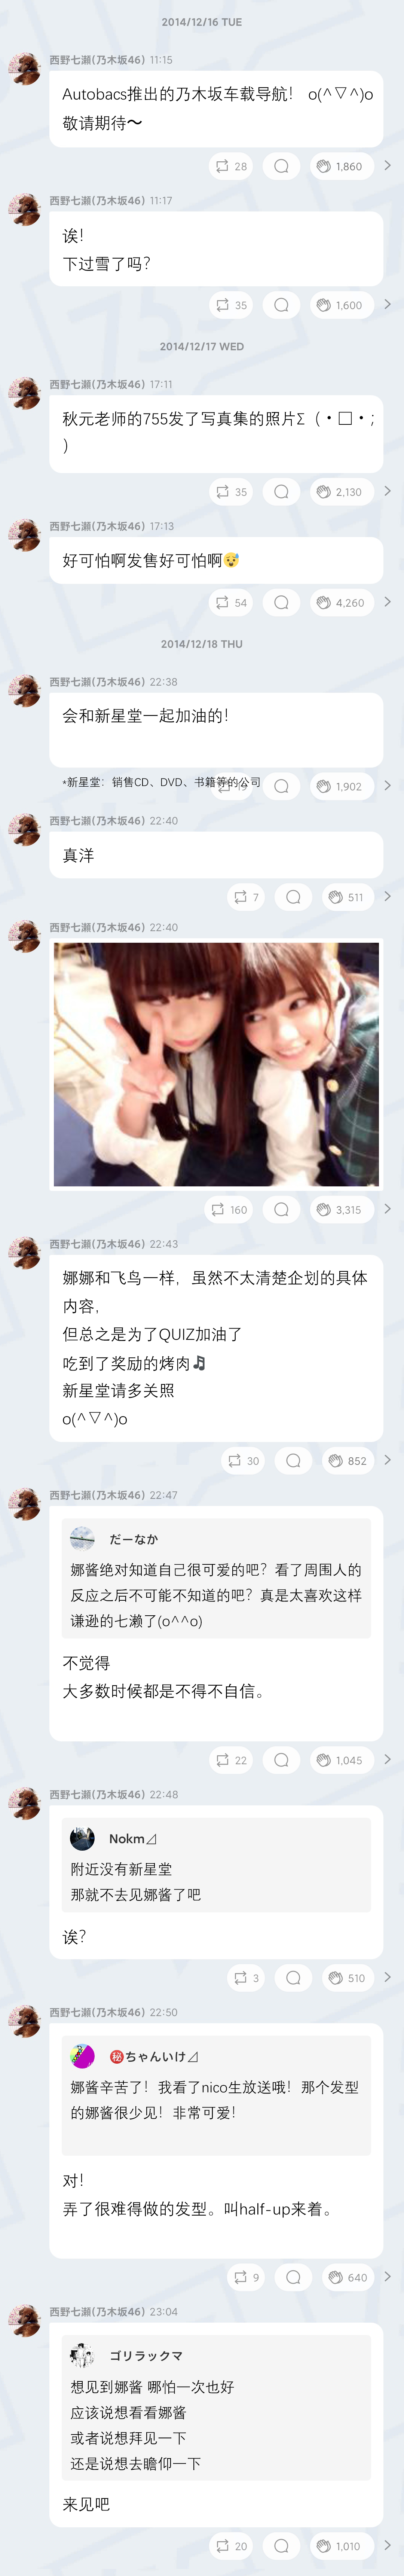 2014/12/16 TUE
西野七瀬(乃木坂46) 11:15
Autobacs推出的乃木坂车载导航！ o(^▽^)o
敬请期待～
28 1,860
西野七瀬(乃木坂46) 11:17
诶！
下过雪了吗？
35 1,600
2014/12/17 WED
西野七瀬(乃木坂46) 17:11
秋元老师的755发了写真集的照片Σ（・□・;
）
35 2,130
西野七瀬(乃木坂46) 17:13
好可怕啊发售好可怕啊😥
54 4,260
2014/12/18 THU
西野七瀬(乃木坂46) 22:38
会和新星堂一起加油的！
*新星堂：销售CD、DVD、书籍等的公司
1,902
西野七瀬(乃木坂46) 22:40
真洋
7 511
西野七瀬(乃木坂46) 22:40
160 3,315
西野七瀬(乃木坂46) 22:43
娜娜和飞鸟一样，虽然不太清楚企划的具体
内容，
但总之是为了QUIZ加油了
吃到了奖励的烤肉🎵
新星堂请多关照
o(^▽^)o
30 852
西野七瀬(乃木坂46) 22:47
だーなか
娜酱绝对知道自己很可爱的吧？看了周围人的
反应之后不可能不知道的吧？真是太喜欢这样
谦逊的七濑了(o^^o)
不觉得
大多数时候都是不得不自信。
22 1,045
西野七瀬(乃木坂46) 22:48
Nokm⊿
附近没有新星堂
那就不去见娜酱了吧
诶？
3 510
西野七瀬(乃木坂46) 22:50
㊙ちゃんいけ⊿
娜酱辛苦了！我看了nico生放送哦！那个发型
的娜酱很少见！非常可爱！
对！
弄了很难得做的发型。叫half-up来着。
9 640
西野七瀬(乃木坂46) 23:04
ゴリラックマ
想见到娜酱 哪怕一次也好
应该说想看看娜酱
或者说想拜见一下
还是说想去瞻仰一下
来见吧
20 1,010